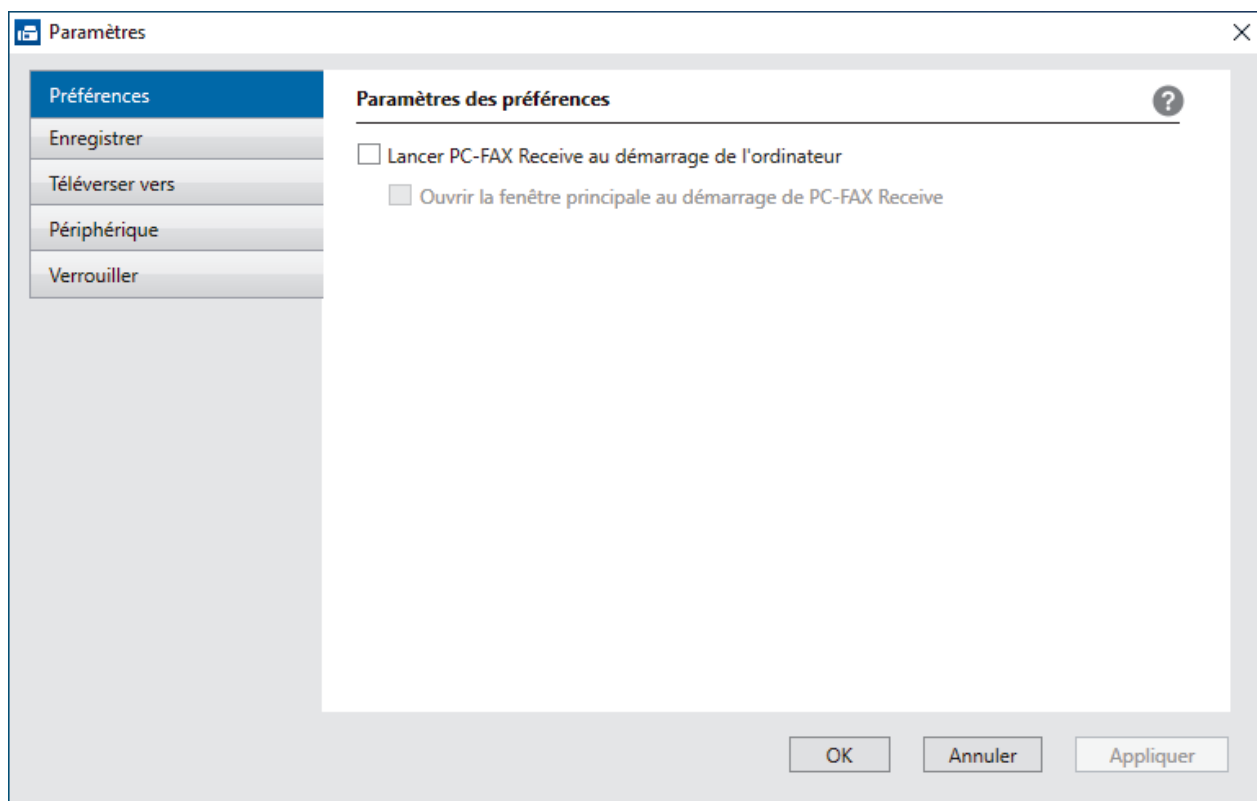 Paramètres
Préférences
Enregistrer
Téléverser vers
Périphérique
Verrouiller
Paramètres des préférences
?
Lancer PC-FAX Receive au démarrage de l'ordinateur
Ouvrir la fenêtre principale au démarrage de PC-FAX Receive
OK
Annuler
Appliquer